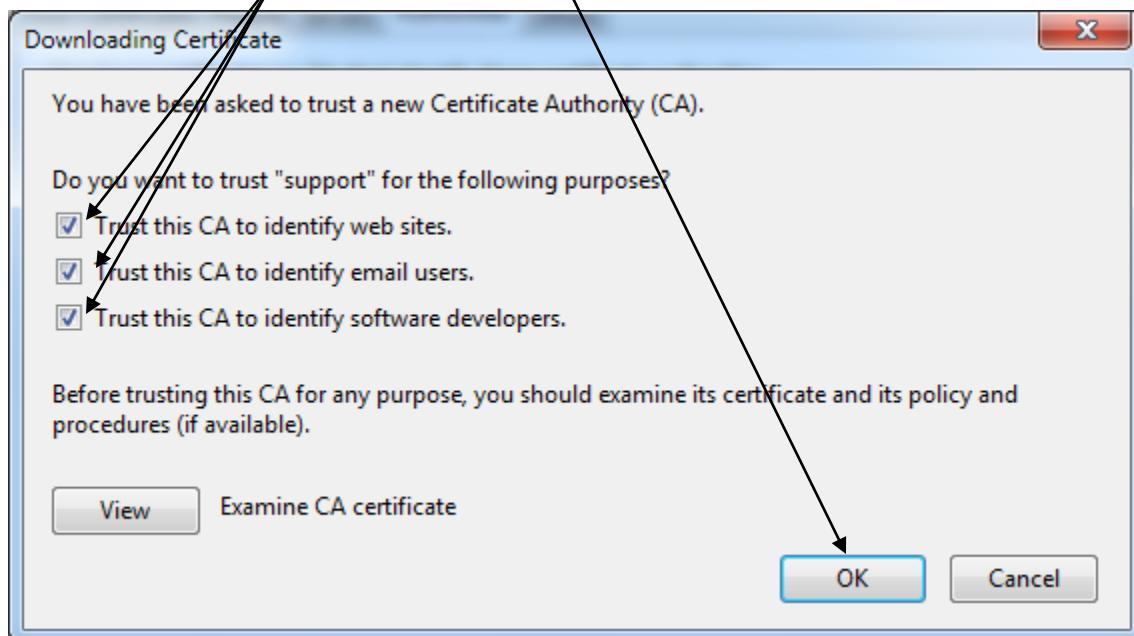 Downloading Certificate
You have been asked to trust a new Certificate Authority (CA).
Do you want to trust "support" for the following purposes?
Trust this CA to identify web sites.
Trust this CA to identify email users.
Trust this CA to identify software developers.
Before trusting this CA for any purpose, you should examine its certificate and its policy and
procedures (if available).
View Examine CA certificate
OK Cancel